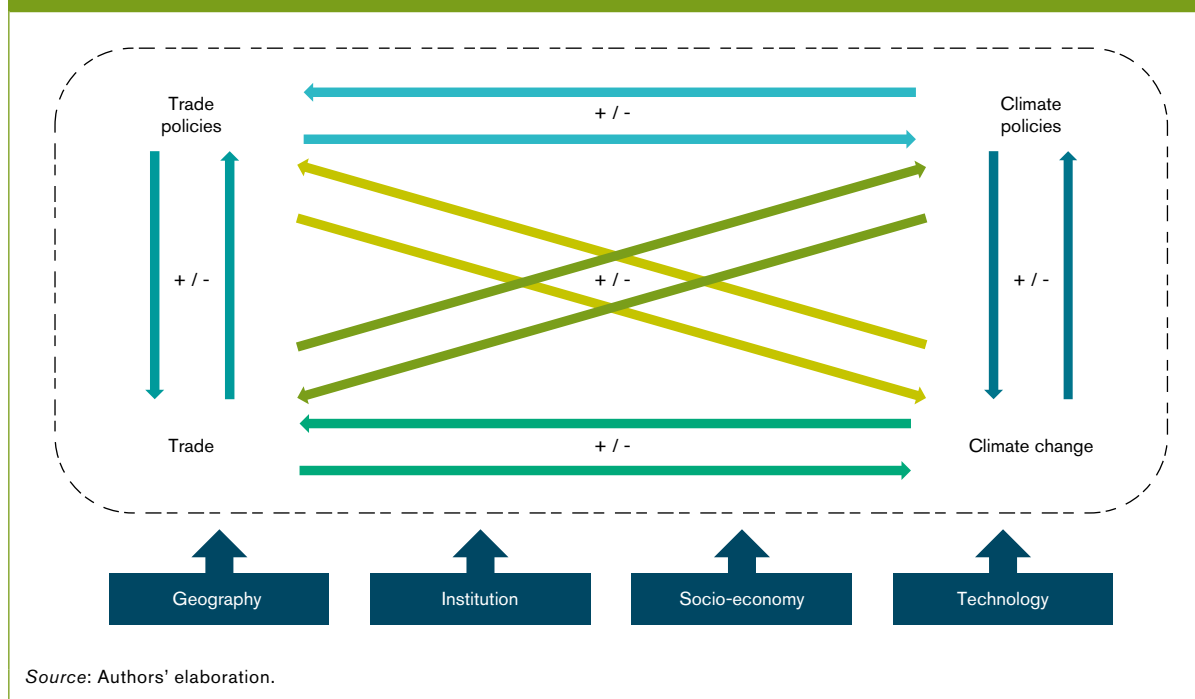 Trade
policies
+ / -
Climate
policies
+ / -
+ / -
+ / -
Trade
+ / -
Climate change
Geography
Institution
Socio-economy
Technology
Source: Authors' elaboration.